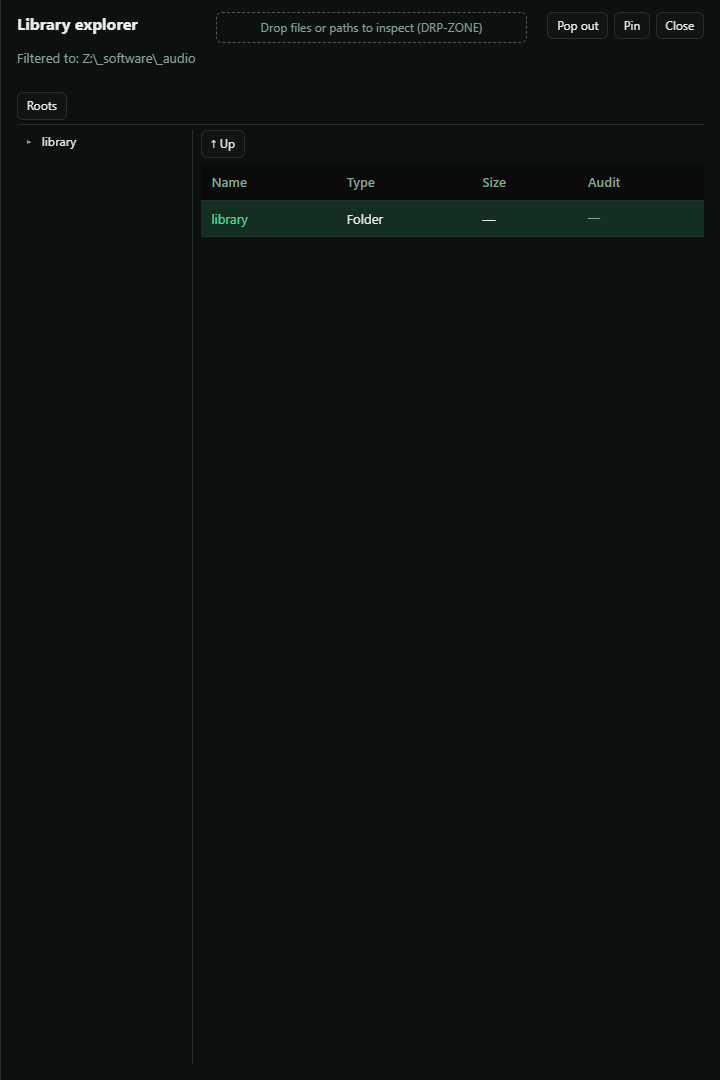 Library explorer
Drop files or paths to inspect (DRP-ZONE)
Pop out
Pin
Close
Filtered to: Z:\_software\_audio
Roots
▸ library
↑ Up
Name Type Size Audit
library Folder — —